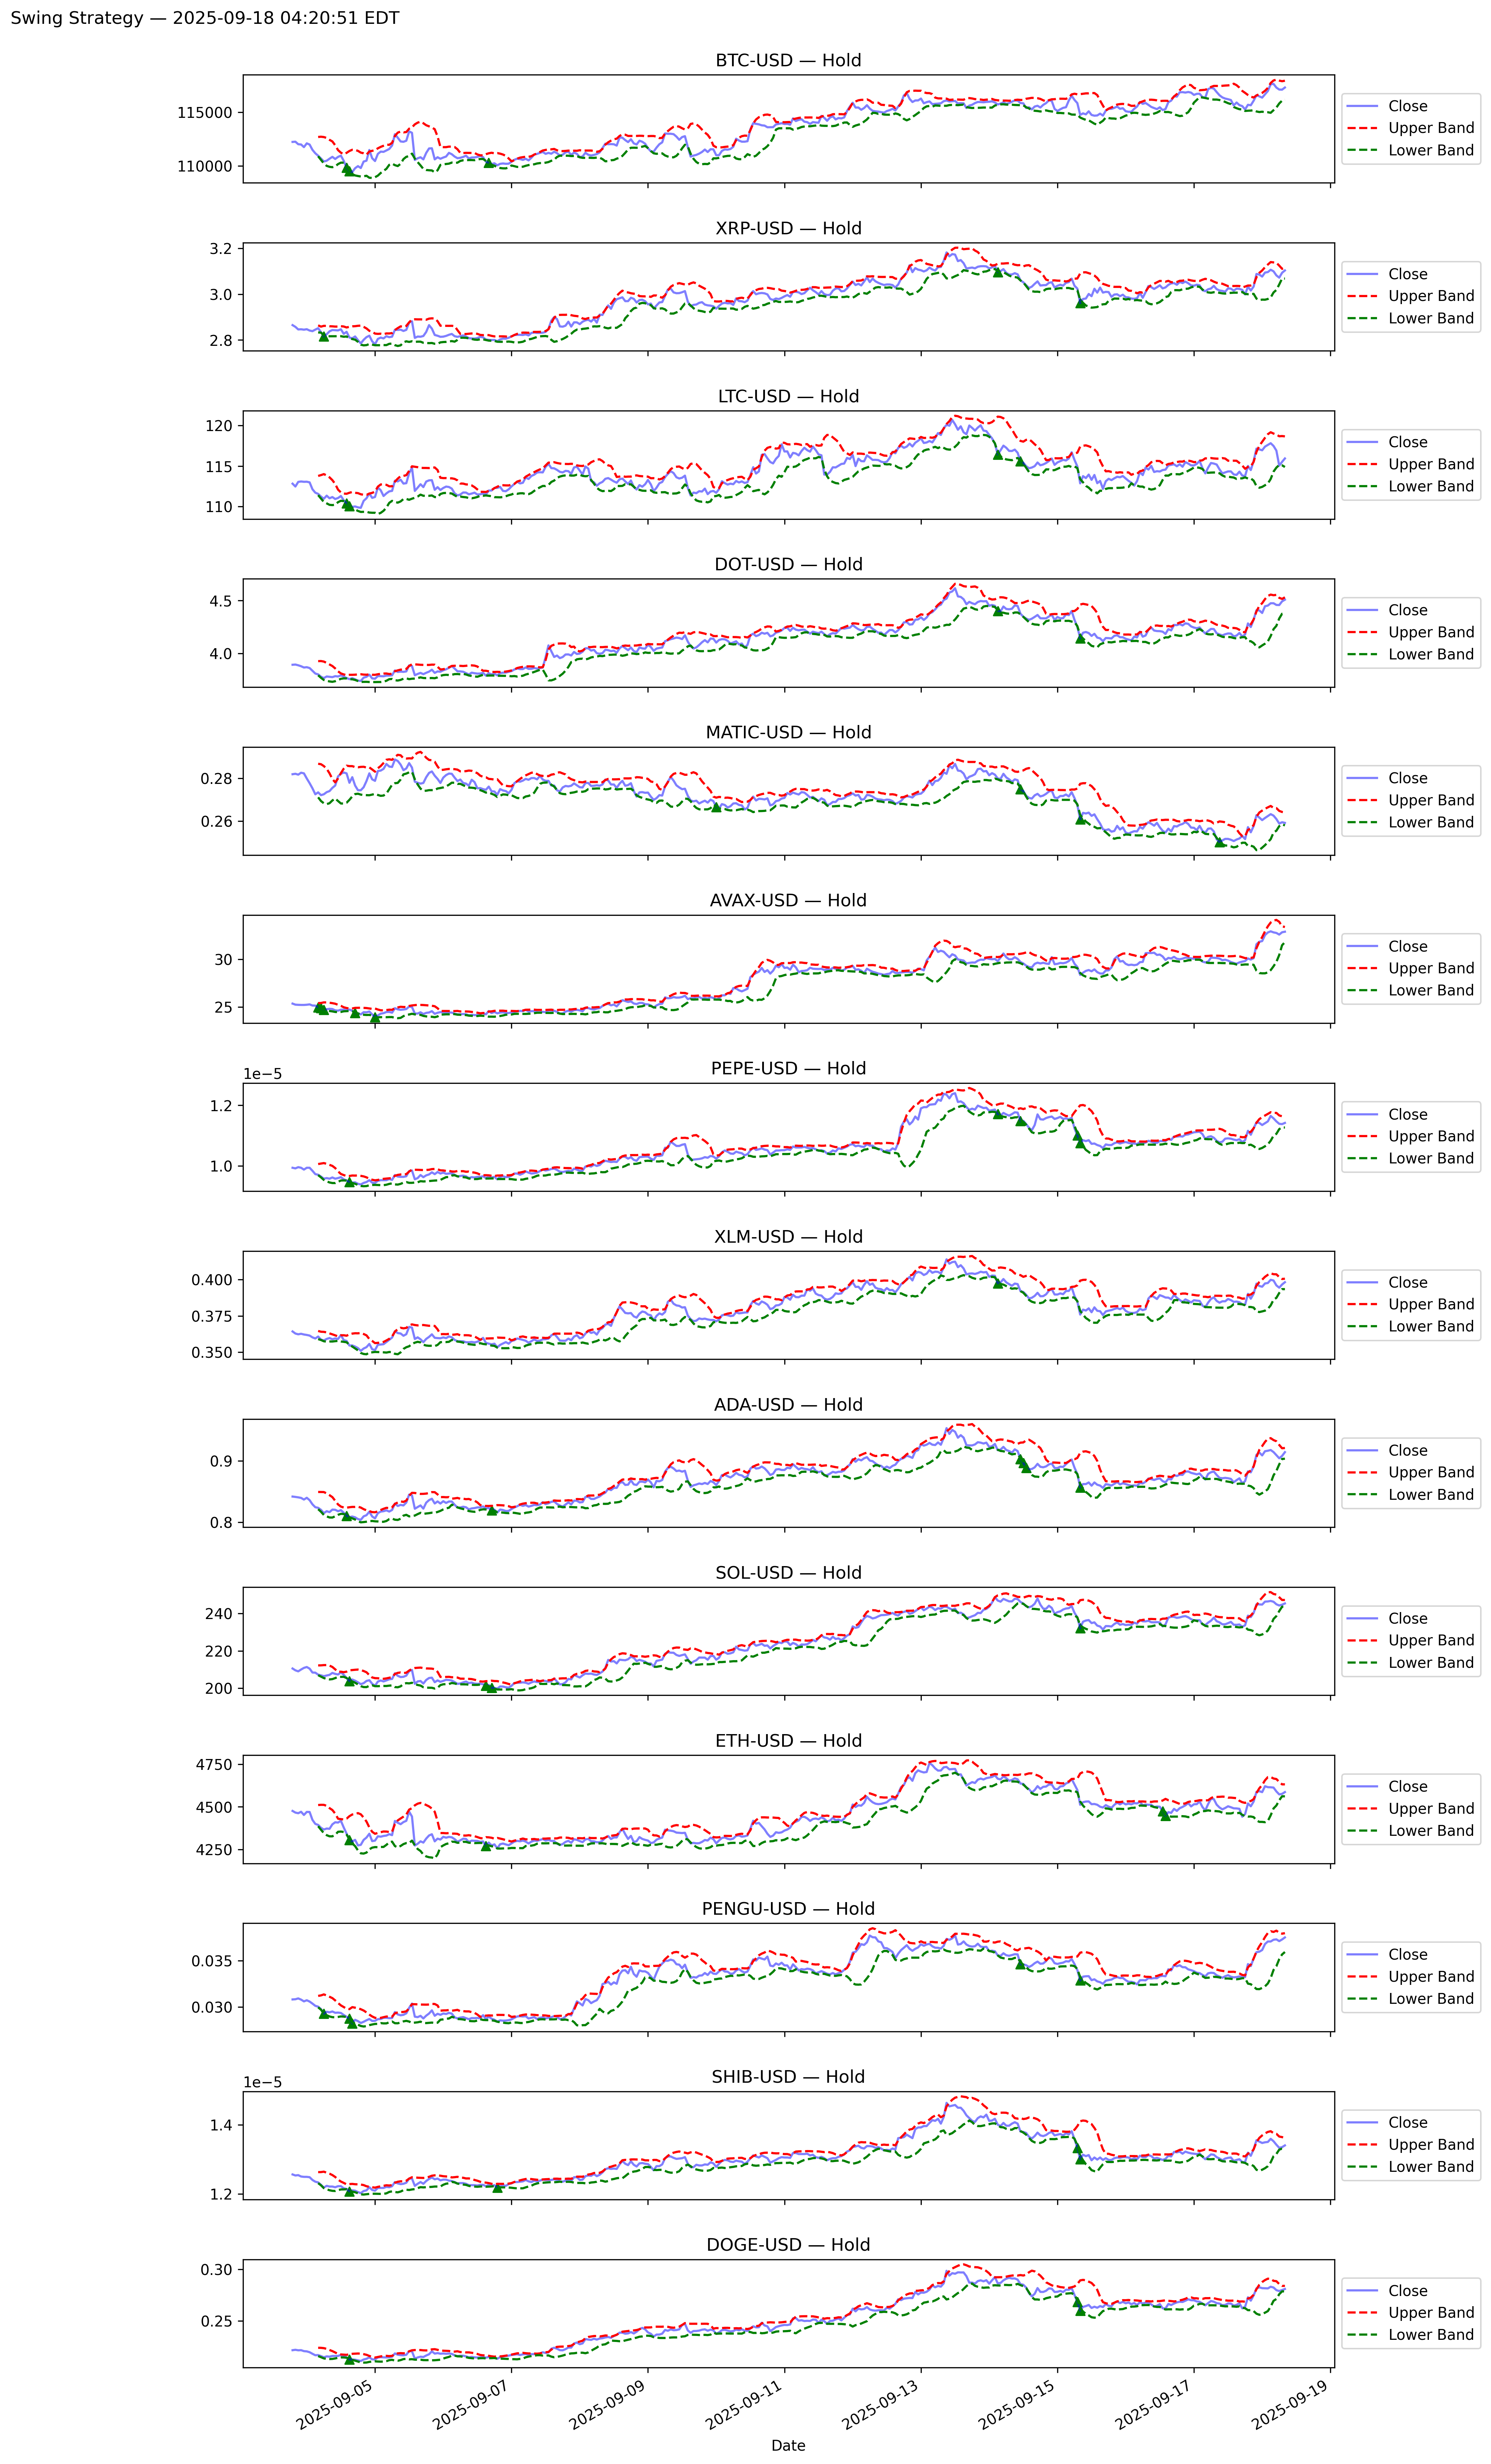 Swing Strategy — 2025-09-18 04:20:51 EDT
BTC-USD — Hold
115000
110000
Close
Upper Band
Lower Band
XRP-USD — Hold
3.2
3.0
2.8
Close
Upper Band
Lower Band
LTC-USD — Hold
120
115
110
Close
Upper Band
Lower Band
DOT-USD — Hold
4.5
4.0
Close
Upper Band
Lower Band
MATIC-USD — Hold
0.28
0.26
Close
Upper Band
Lower Band
AVAX-USD — Hold
30
25
Close
Upper Band
Lower Band
PEPE-USD — Hold
1e−5
1.2
1.0
Close
Upper Band
Lower Band
XLM-USD — Hold
0.400
0.375
0.350
Close
Upper Band
Lower Band
ADA-USD — Hold
0.9
0.8
Close
Upper Band
Lower Band
SOL-USD — Hold
240
220
200
Close
Upper Band
Lower Band
ETH-USD — Hold
4750
4500
4250
Close
Upper Band
Lower Band
PENGU-USD — Hold
0.035
0.030
Close
Upper Band
Lower Band
SHIB-USD — Hold
1e−5
1.4
1.2
Close
Upper Band
Lower Band
DOGE-USD — Hold
0.30
0.25
Close
Upper Band
Lower Band
2025-09-05
2025-09-07
2025-09-09
2025-09-11
2025-09-13
2025-09-15
2025-09-17
2025-09-19
Date